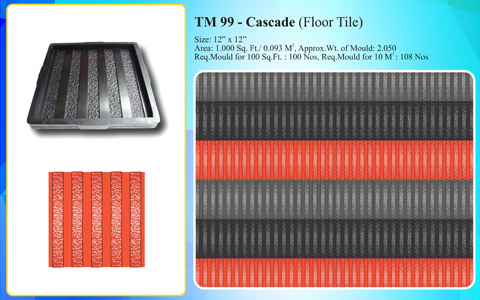 TM 99 - Cascade (Floor Tile)
Size: 12” x 12”
Area: 1.000 Sq. Ft./ 0.093 M², Approx.Wt. of Mould: 2.050
Req.Mould for 100 Sq.Ft. : 100 Nos, Req.Mould for 10 M²: 108 Nos